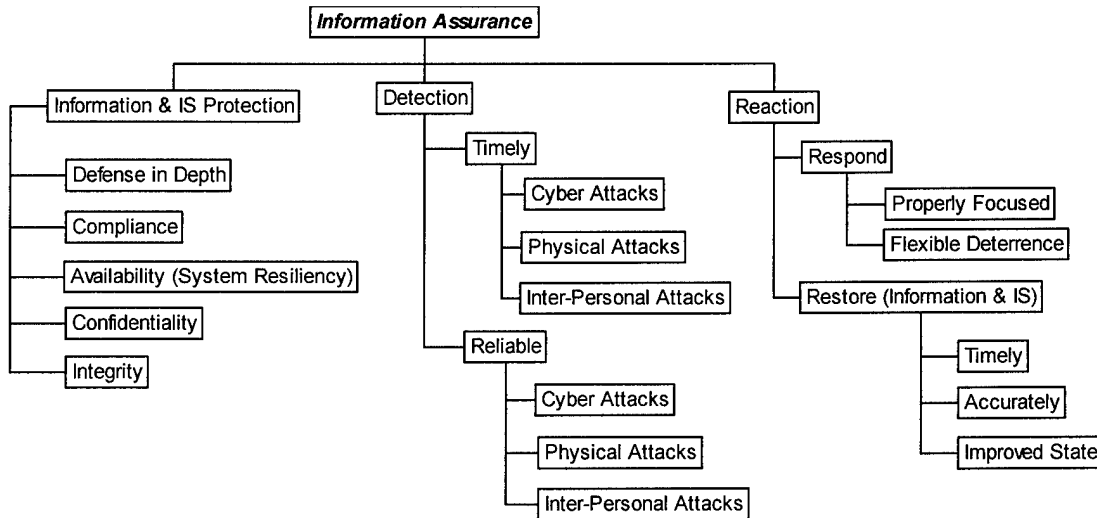 Information Assurance
Information & IS Protection
Defense in Depth
Compliance
Availability (System Resiliency)
Confidentiality
Integrity
Detection
Timely
Cyber Attacks
Physical Attacks
Inter-Personal Attacks
Reliable
Cyber Attacks
Physical Attacks
Inter-Personal Attacks
Reaction
Respond
Properly Focused
Flexible Deterrence
Restore (Information & IS)
Timely
Accurately
Improved State